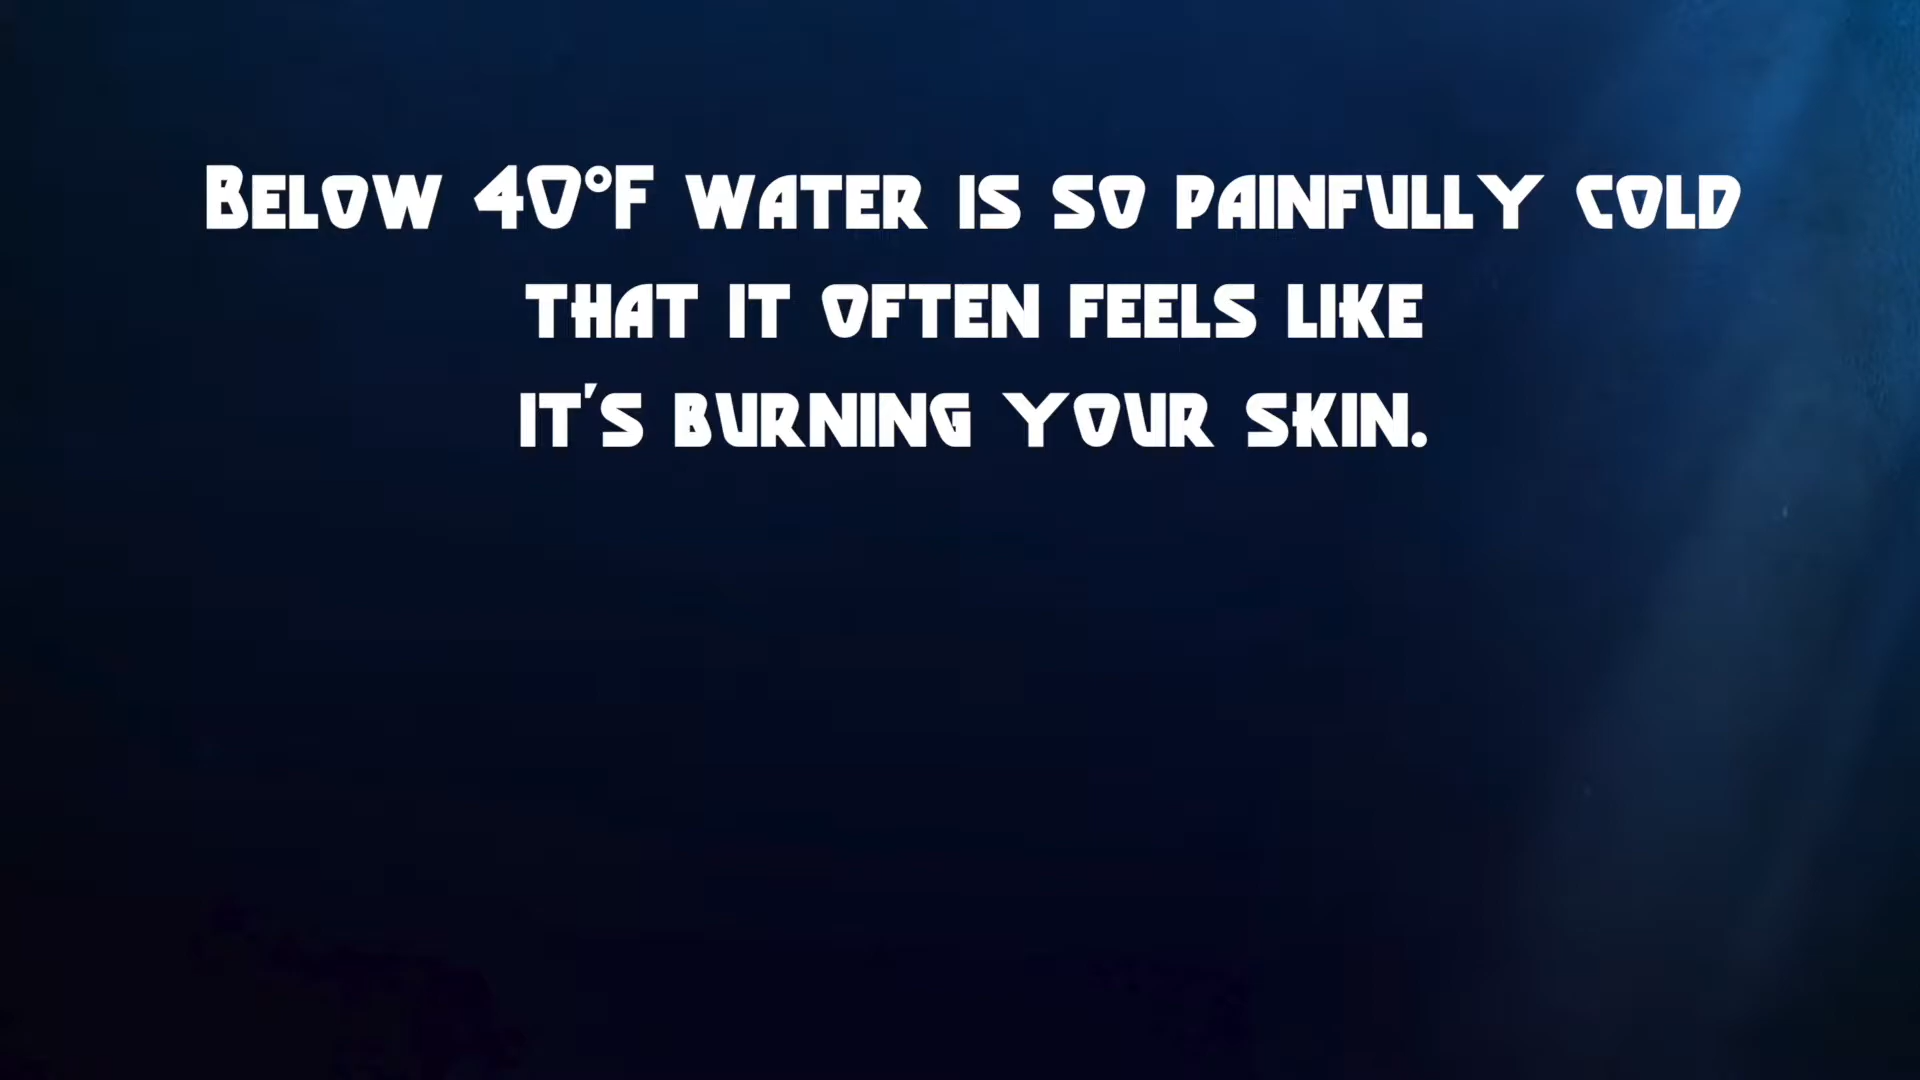 Below 40°F water is so painfully cold
that it often feels like
it's burning your skin.